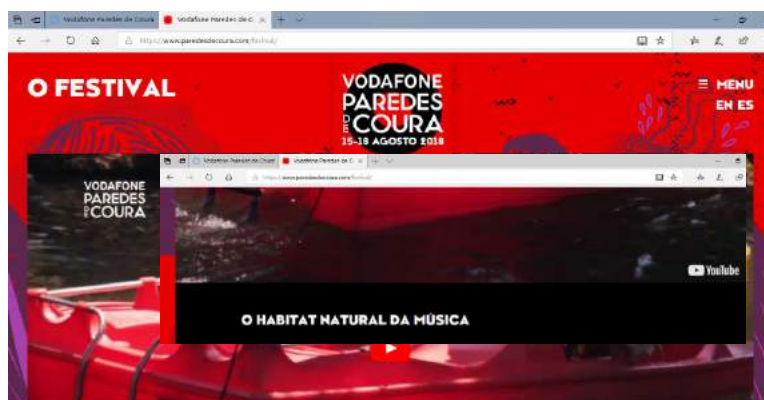 Vodafone Paredes de Coura
Vodafone Paredes de C
https://www.paredesdecoura.com/festival/
O FESTIVAL
VODAFONE
PAREDES
DE COURA
15-18 AGOSTO 2018
MENU
EN ES
VODAFONE
PAREDES
DE COURA
Vodafone Paredes de Coura
Vodafone Paredes de C
https://www.paredesdecoura.com/festival/
YouTube
O HABITAT NATURAL DA MÚSICA